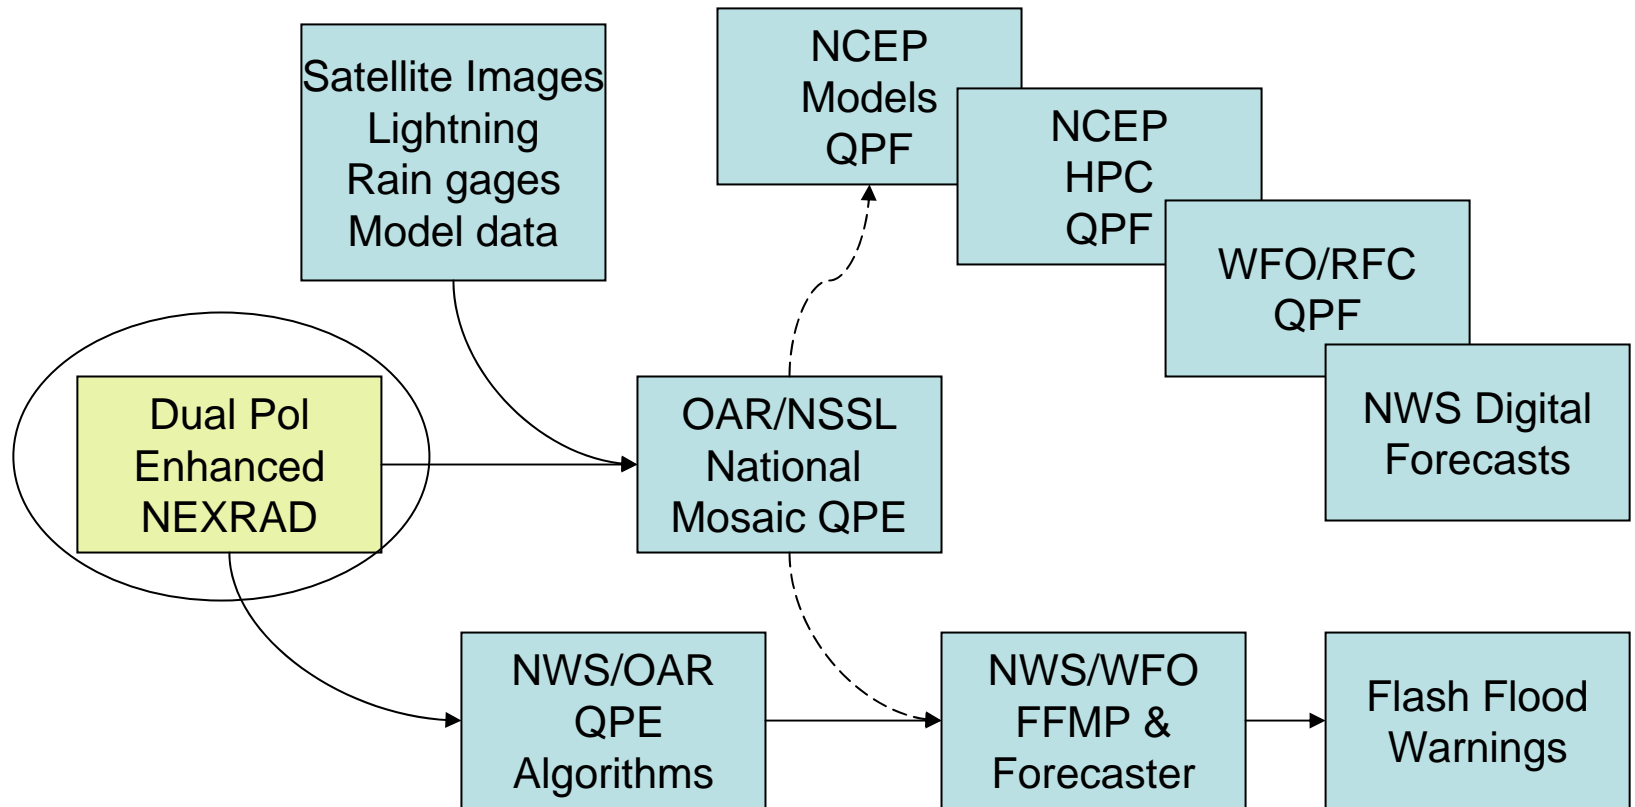 Satellite Images
Lightning
Rain gages
Model data
NCEP
Models
QPF
NCEP
HPC
QPF
WFO/RFC
QPF
NWS Digital
Forecasts
Dual Pol
Enhanced
NEXRAD
OAR/NSSL
National
Mosaic QPE
NWS/OAR
QPE
Algorithms
NWS/WFO
FFMP &
Forecaster
Flash Flood
Warnings